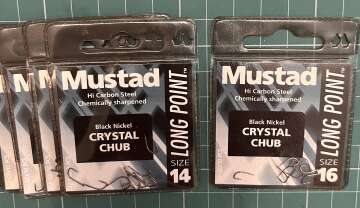 Mustad
Hi Carbon Steel
Chemically sharpened
Black Nickel
CRYSTAL
CHUB
LONG POINT
SIZE
14
Mustad
Hi Carbon Steel
Chemically sharpened
Black Nickel
CRYSTAL
CHUB
LONG POINT
SIZE
16